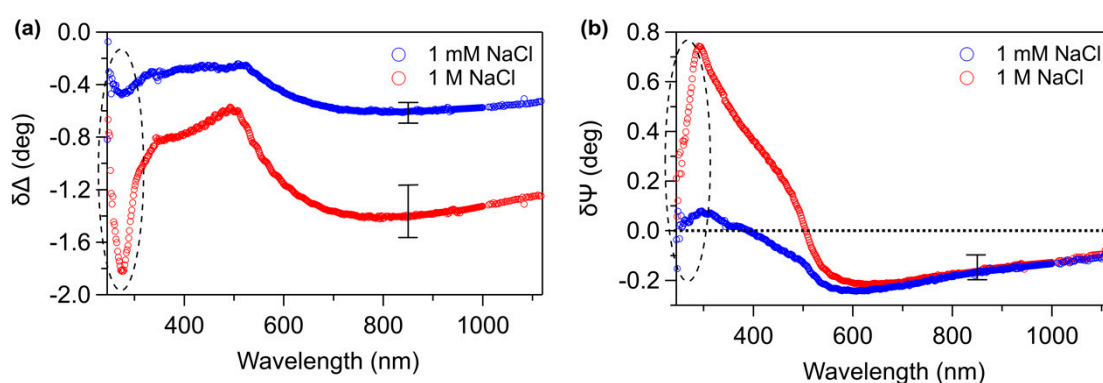 (a)
0.0
-0.4
-0.8
-1.2
-1.6
-2.0
δΔ (deg)
1 mM NaCl
1 M NaCl
400
600
800
1000
Wavelength (nm)
(b)
0.8
0.6
0.4
0.2
0.0
-0.2
δΨ (deg)
1 mM NaCl
1 M NaCl
400
600
800
1000
Wavelength (nm)